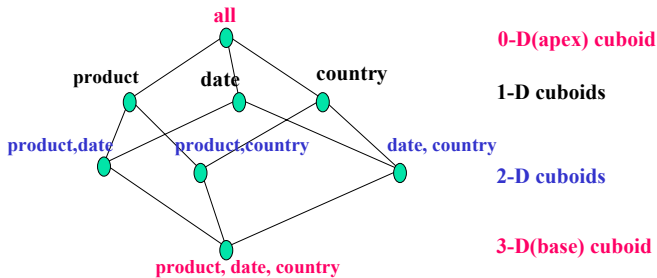 all
0-D(apex) cuboid
product
date
country
1-D cuboids
product,date
product,country
date, country
2-D cuboids
3-D(base) cuboid
product, date, country